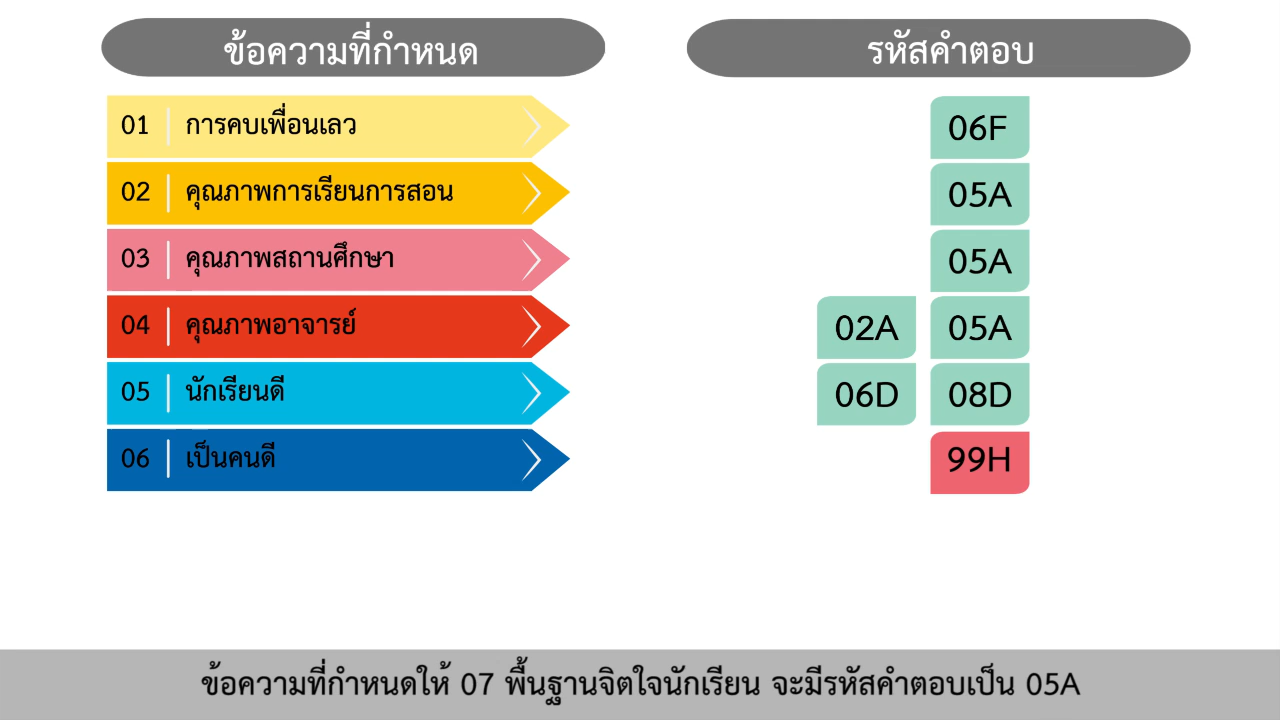 ข้อความที่กำหนด รหัสคำตอบ
01 การคบเพื่อนเลว 06F
02 คุณภาพการเรียนการสอน 05A
03 คุณภาพสถานศึกษา 05A
04 คุณภาพอาจารย์ 02A 05A
05 นักเรียนดี 06D 08D
06 เป็นคนดี 99H
ข้อความที่กำหนดให้ 07 พื้นฐานจิตใจนักเรียน จะมีรหัสคำตอบเป็น 05A